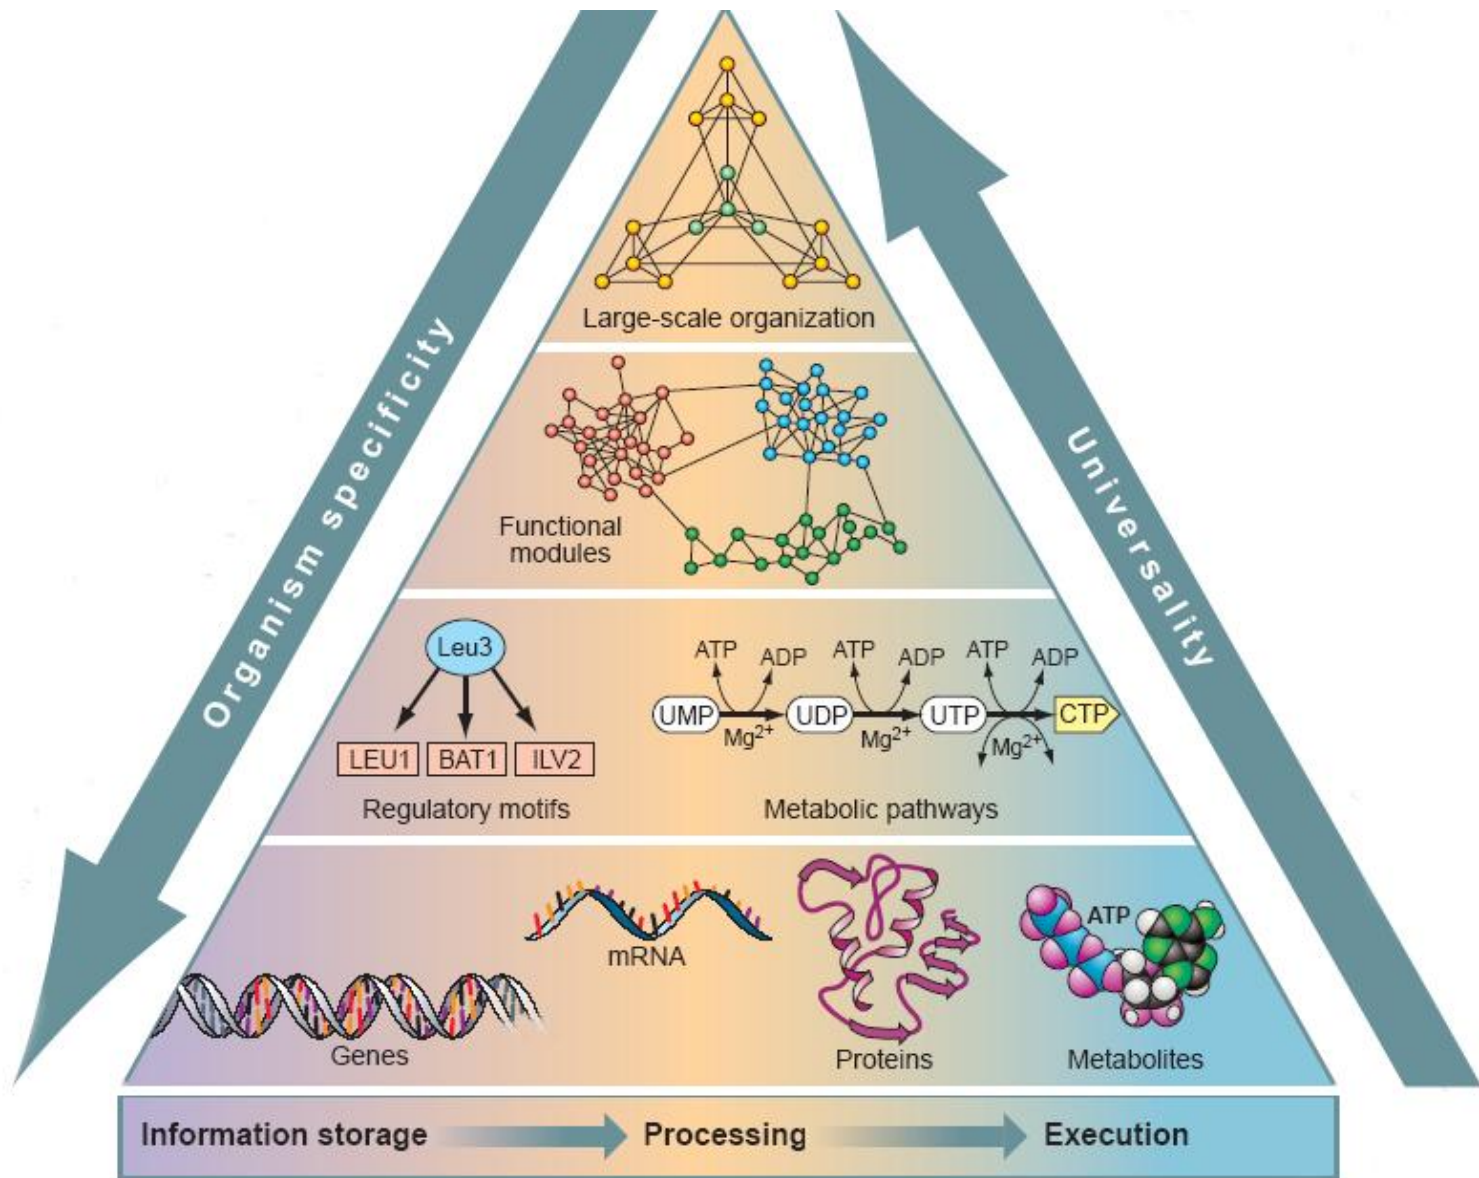 Organism specificity
Universality
Large-scale organization
Functional
modules
Leu3
LEU1 BAT1 ILV2
Regulatory motifs
ATP ADP ATP ADP ATP ADP
UMP UDP UTP CTP
Mg²⁺ Mg²⁺ Mg²⁺
Metabolic pathways
Genes
mRNA
Proteins
ATP
Metabolites
Information storage Processing Execution